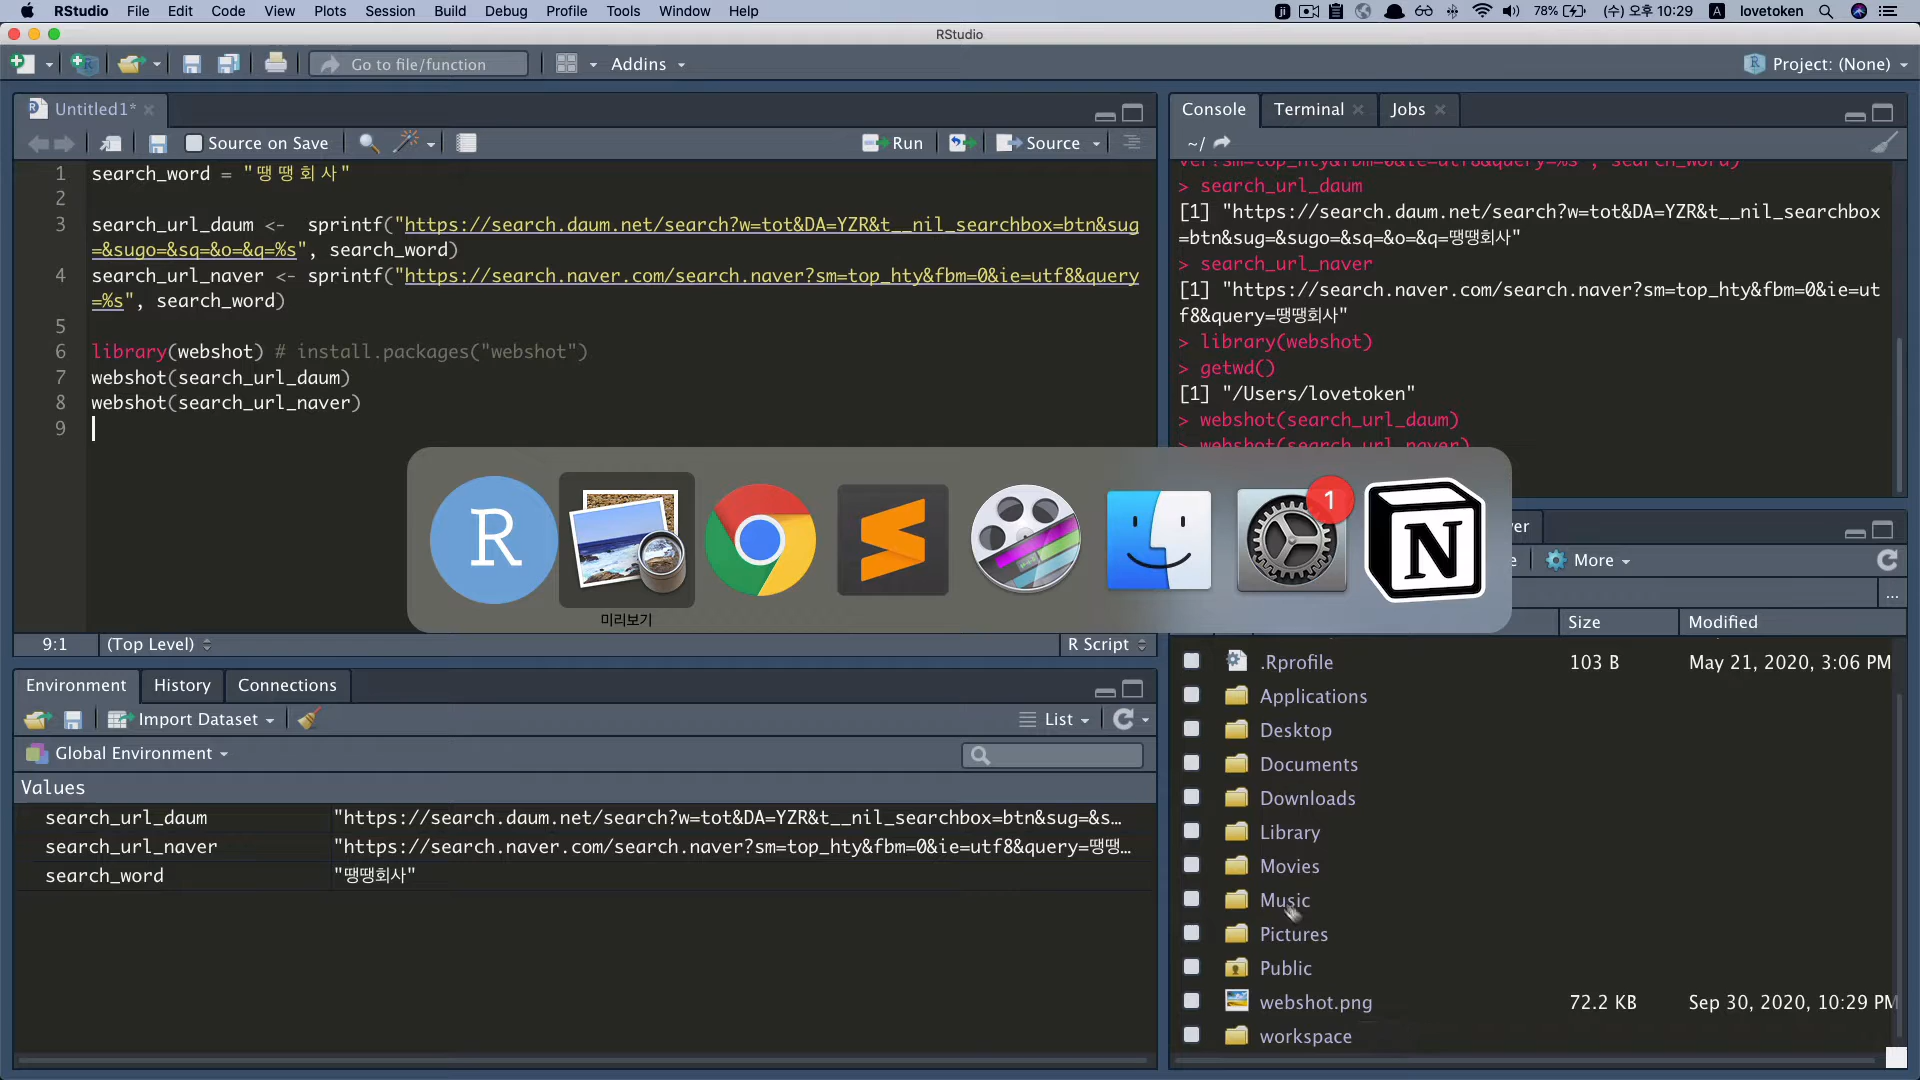 RStudio File Edit Code View Plots Session Build Debug Profile Tools Window Help 78% (수) 오후 10:29 A lovetoken
RStudio
Go to file/function Addins Project: (None)
Untitled1*
Source on Save Run Source
1 search_word = "땡땡회사"
2
3 search_url_daum <-  sprintf("https://search.daum.net/search?w=tot&DA=YZR&t__nil_searchbox=btn&sug
=&sugo=&sq=&o=&q=%s", search_word)
4 search_url_naver <- sprintf("https://search.naver.com/search.naver?sm=top_hty&fbm=0&ie=utf8&query
=%s", search_word)
5
6 library(webshot) # install.packages("webshot")
7 webshot(search_url_daum)
8 webshot(search_url_naver)
9
9:1 (Top Level) R Script
Console Terminal Jobs
~/
ver?sm=top_hty&fbm=0&ie=utf8&query=%s", search_word)
> search_url_daum
[1] "https://search.daum.net/search?w=tot&DA=YZR&t__nil_searchbox
=btn&sug=&sugo=&sq=&o=&q=땡땡회사"
> search_url_naver
[1] "https://search.naver.com/search.naver?sm=top_hty&fbm=0&ie=ut
f8&query=땡땡회사"
> library(webshot)
> getwd()
[1] "/Users/lovetoken"
> webshot(search_url_daum)
> webshot(search_url_naver)
R
1
N
미리보기
Environment History Connections
Import Dataset List
Global Environment
Values
search_url_daum "https://search.daum.net/search?w=tot&DA=YZR&t__nil_searchbox=btn&sug=&s…
search_url_naver "https://search.naver.com/search.naver?sm=top_hty&fbm=0&ie=utf8&query=땡땡…
search_word "땡땡회사"
More
...
Size Modified
.Rprofile 103 B May 21, 2020, 3:06 PM
Applications
Desktop
Documents
Downloads
Library
Movies
Music
Pictures
Public
webshot.png 72.2 KB Sep 30, 2020, 10:29 PM
workspace